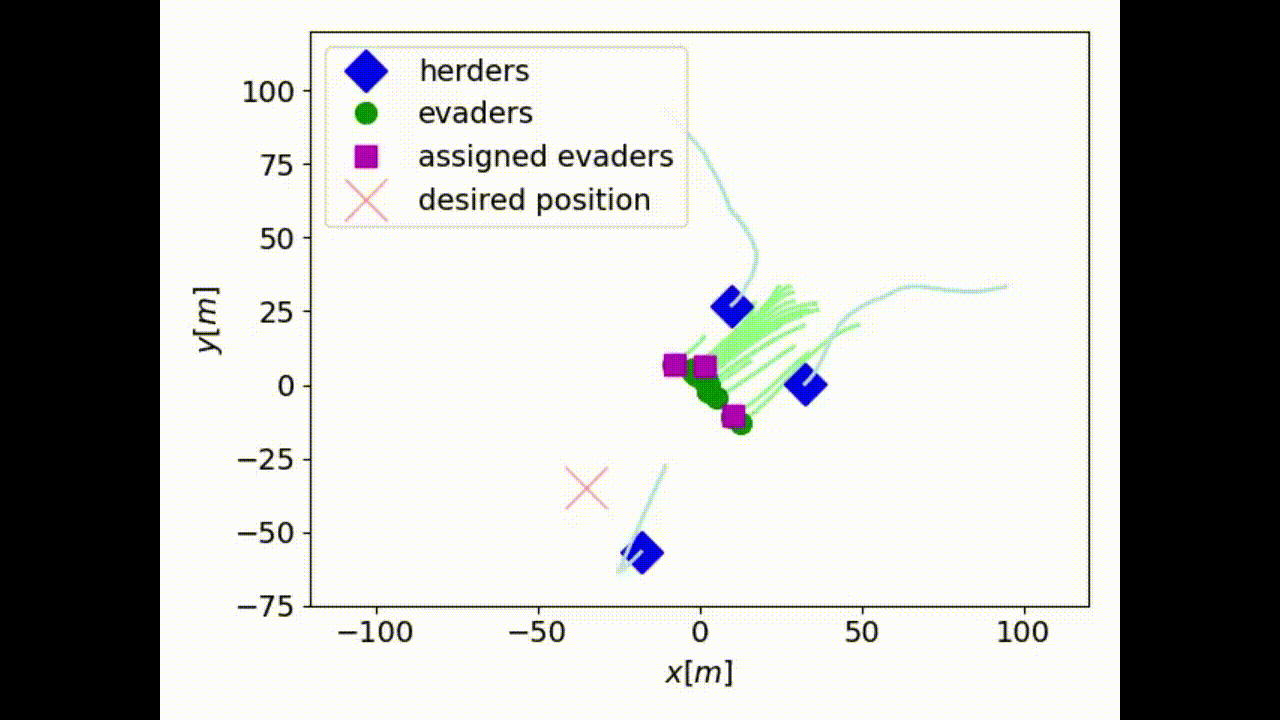 herders
evaders
assigned evaders
desired position
100
75
50
25
0
−25
−50
−75
y[m]
−100
−50
0
50
100
x[m]